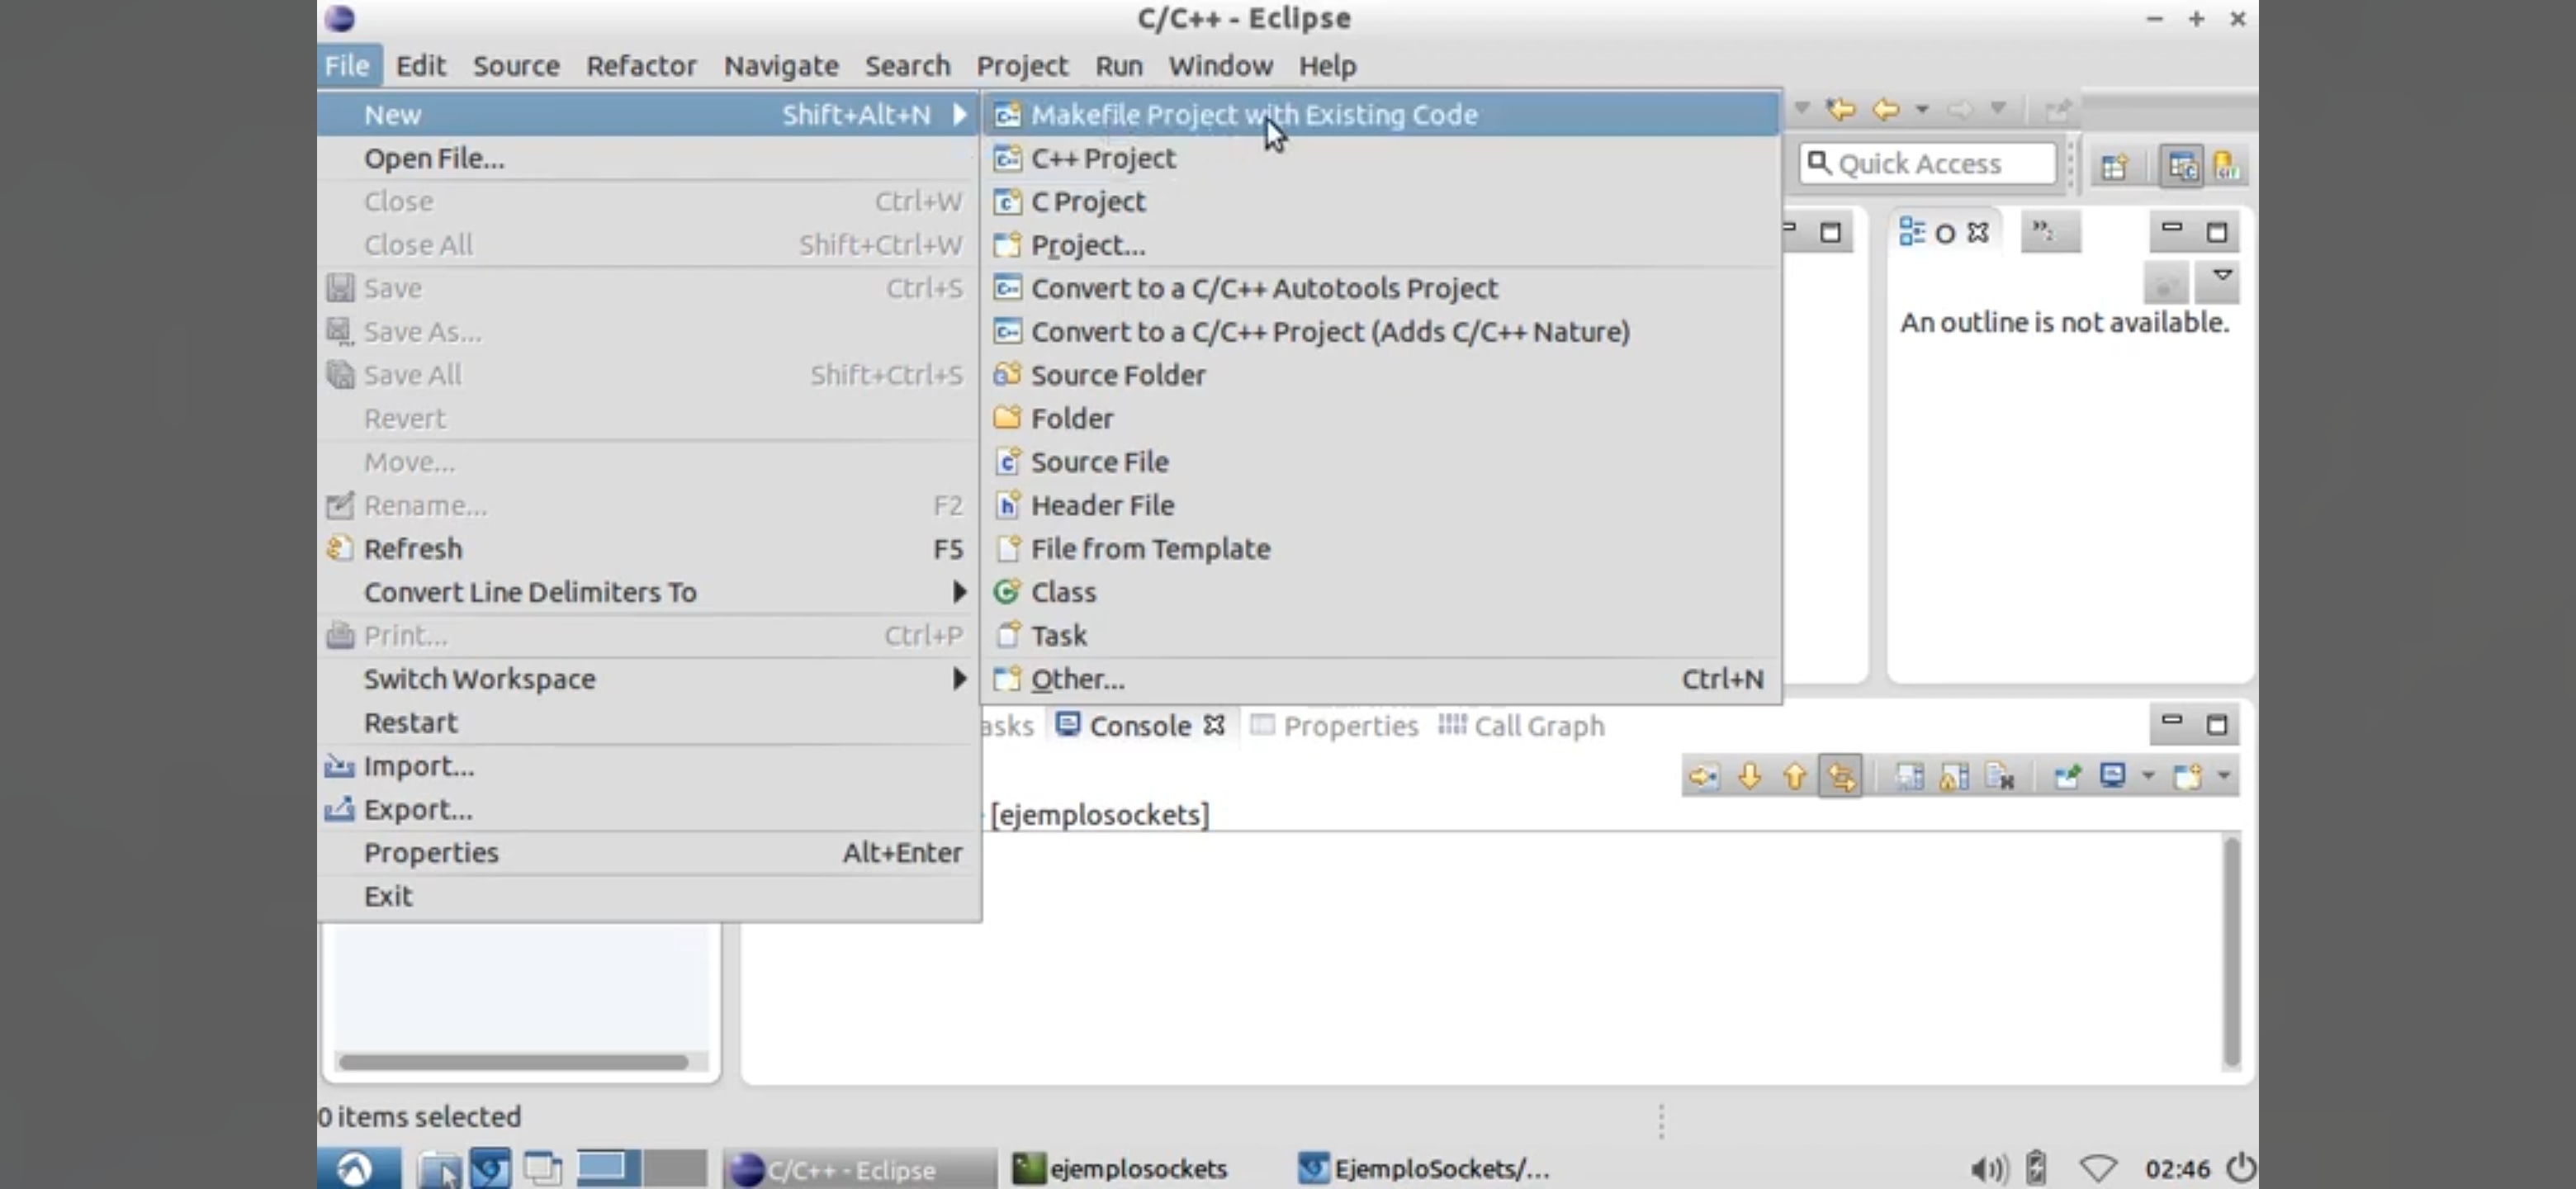 C/C++ - Eclipse
File Edit Source Refactor Navigate Search Project Run Window Help
New Shift+Alt+N
Open File...
Close Ctrl+W
Close All Shift+Ctrl+W
Save Ctrl+S
Save As...
Save All Shift+Ctrl+S
Revert
Move...
Rename... F2
Refresh F5
Convert Line Delimiters To
Print... Ctrl+P
Switch Workspace
Restart
Import...
Export...
Properties Alt+Enter
Exit
Makefile Project with Existing Code
C++ Project
C Project
Project...
Convert to a C/C++ Autotools Project
Convert to a C/C++ Project (Adds C/C++ Nature)
Source Folder
Folder
Source File
Header File
File from Template
Class
Task
Other... Ctrl+N
Quick Access
O
An outline is not available.
asks Console Properties Call Graph
[ejemplosockets]
0 items selected
C/C++ - Eclipse ejemplosockets EjemploSockets/... 02:46